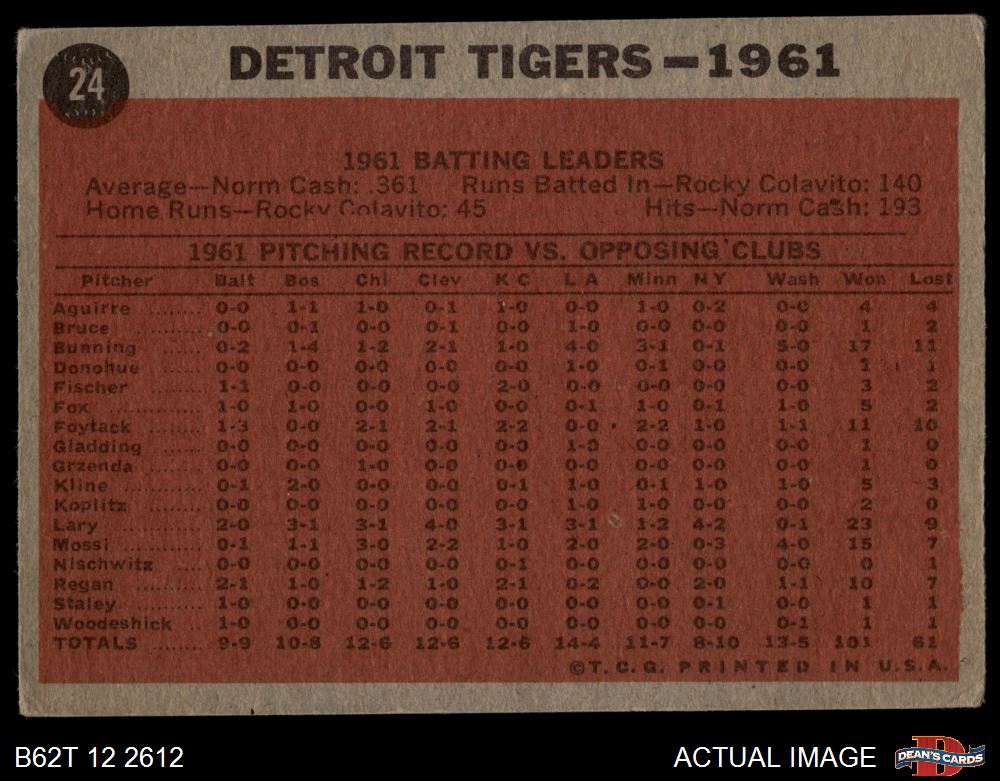 24
DETROIT TIGERS—1961
1961 BATTING LEADERS
Average—Norm Cash: .361 Runs Batted In—Rocky Colavito: 140
Home Runs—Rocky Colavito: 45 Hits—Norm Cash: 193
1961 PITCHING RECORD VS. OPPOSING CLUBS
Pitcher Balt Bos Chi Clev K C L A Minn N Y Wash Won Lost
Aguirre ........ 0-0 1-1 1-0 0-1 1-0 0-0 1-0 0-2 0-0 4 4
Bruce ........... 0-0 0-1 0-0 0-1 0-0 1-0 0-0 0-0 0-0 1 2
Bunning ...... 0-2 1-4 1-2 2-1 1-0 4-0 3-1 0-1 5-0 17 11
Donohue ...... 0-0 0-0 0-0 0-0 0-0 1-0 0-1 0-0 0-0 1 1
Fischer ........ 1-1 0-0 0-0 0-0 2-0 0-0 0-0 0-0 0-0 3 2
Fox .............. 1-0 1-0 0-0 1-0 0-0 0-1 1-0 0-1 1-0 5 2
Foytack ........ 1-3 0-0 2-1 2-1 2-2 0-0 2-2 1-0 1-1 11 10
Gladding ...... 0-0 0-0 0-0 0-0 0-0 1-0 0-0 0-0 0-0 1 0
Grzenda ....... 0-0 0-0 1-0 0-0 0-0 0-0 0-0 0-0 0-0 1 0
Kline ............ 0-1 2-0 0-0 0-0 0-1 1-0 0-1 1-0 1-0 5 3
Koplitz ......... 0-0 0-0 0-0 0-0 0-0 1-0 1-0 0-0 0-0 2 0
Lary ............. 2-0 3-1 3-1 4-0 3-1 3-1 1-2 4-2 0-1 23 9
Mossi ........... 0-1 1-1 3-0 2-2 1-0 2-0 2-0 0-3 4-0 15 7
Nischwitz ... 0-0 0-0 0-0 0-0 0-1 0-0 0-0 0-0 0-0 0 1
Regan .......... 2-1 1-0 1-2 1-0 2-1 0-2 0-0 2-0 1-1 10 7
Staley .......... 1-0 0-0 0-0 0-0 0-0 0-0 0-0 0-1 0-0 1 1
Woodeshick .. 1-0 0-0 0-0 0-0 0-0 0-0 0-0 0-0 0-1 1 1
TOTALS ........ 9-9 10-8 12-6 12-6 12-6 14-4 11-7 8-10 13-5 101 61
©T. C. G. PRINTED IN U.S.A.
B62T 12 2612 ACTUAL IMAGE DEAN'S CARDS